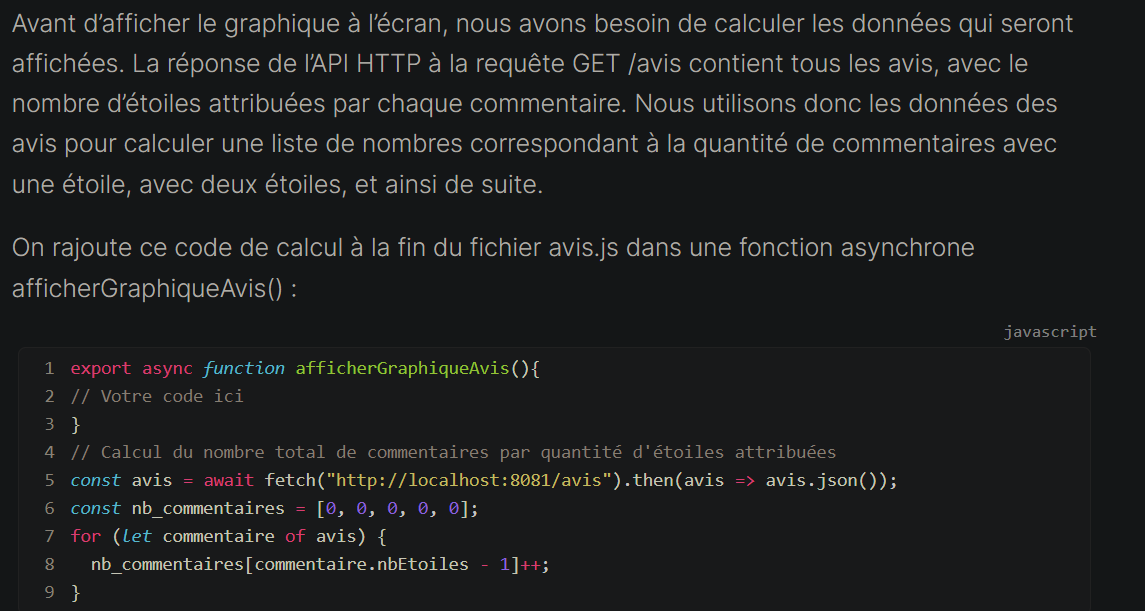 Avant d’afficher le graphique à l’écran, nous avons besoin de calculer les données qui seront
affichées. La réponse de l’API HTTP à la requête GET /avis contient tous les avis, avec le
nombre d’étoiles attribuées par chaque commentaire. Nous utilisons donc les données des
avis pour calculer une liste de nombres correspondant à la quantité de commentaires avec
une étoile, avec deux étoiles, et ainsi de suite.
On rajoute ce code de calcul à la fin du fichier avis.js dans une fonction asynchrone
afficherGraphiqueAvis() :
javascript
1 export async function afficherGraphiqueAvis(){
2 // Votre code ici
3 }
4 // Calcul du nombre total de commentaires par quantité d'étoiles attribuées
5 const avis = await fetch("http://localhost:8081/avis").then(avis => avis.json());
6 const nb_commentaires = [0, 0, 0, 0, 0];
7 for (let commentaire of avis) {
8   nb_commentaires[commentaire.nbEtoiles - 1]++;
9 }